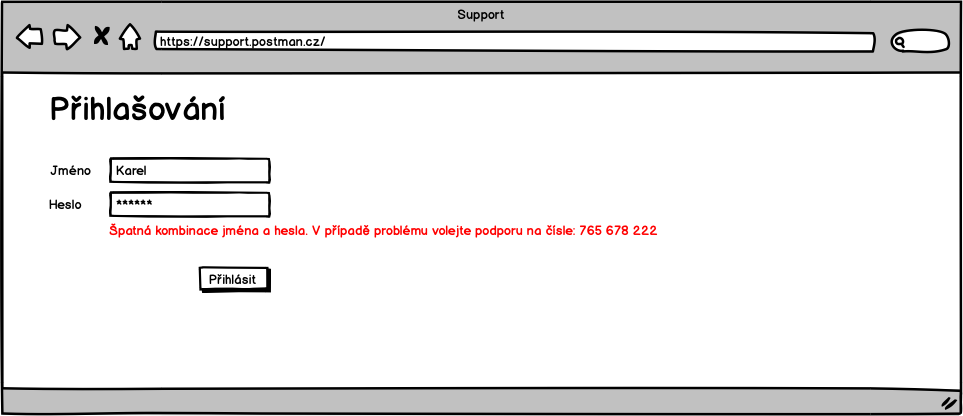 Support
https://support.postman.cz/
Přihlašování
Jméno Karel
Heslo ******
Špatná kombinace jména a hesla. V případě problému volejte podporu na čísle: 765 678 222
Přihlásit